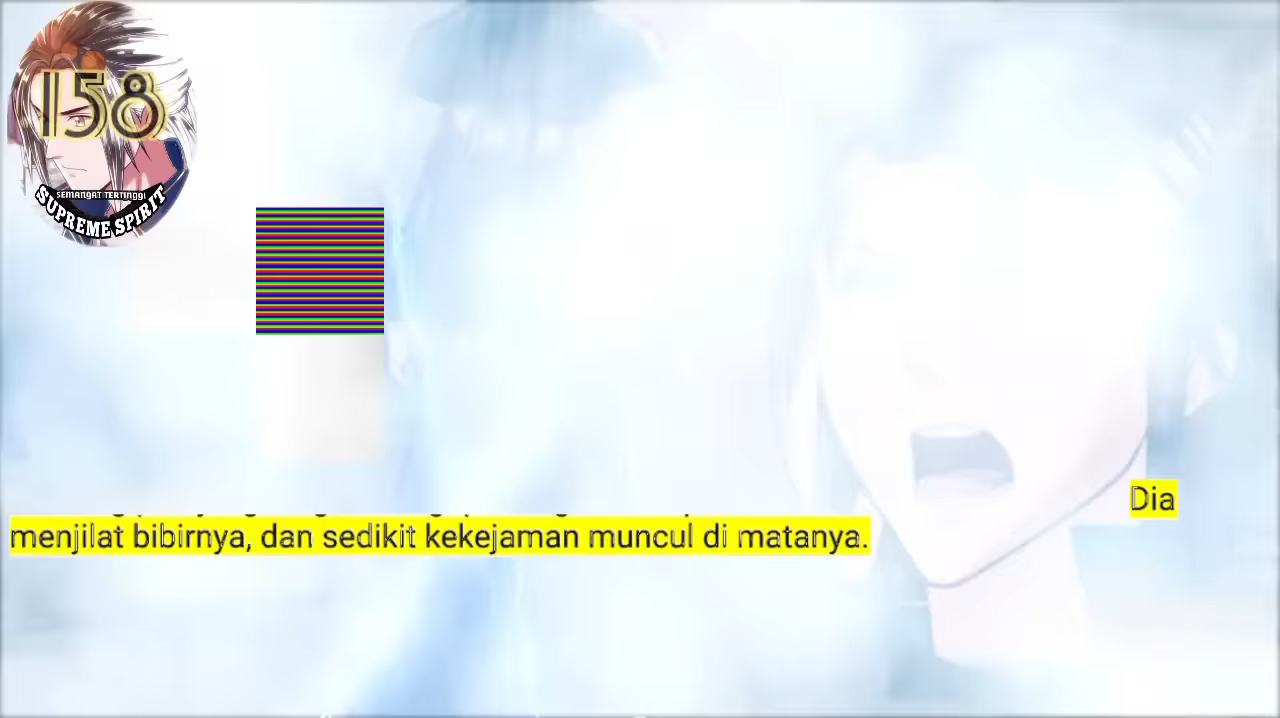 158
SEMANGAT TERTINGGI
SUPREME SPIRIT
Dia
menjilat bibirnya, dan sedikit kekejaman muncul di matanya.